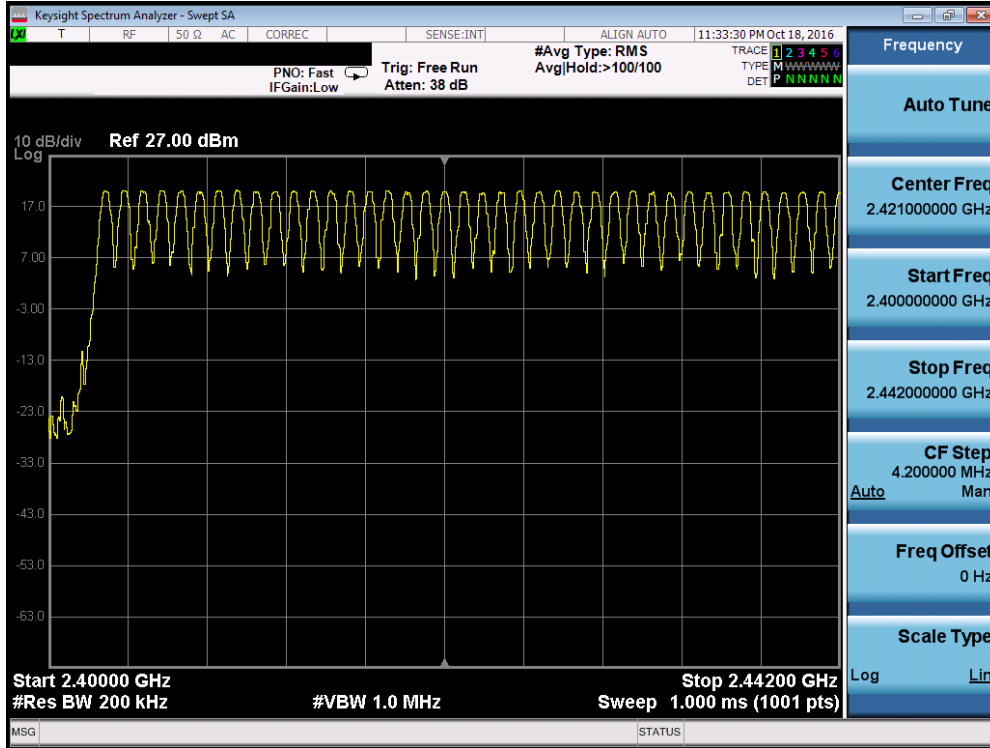 Keysight Spectrum Analyzer - Swept SA
LXI T RF 50 Ω AC CORREC SENSE:INT ALIGN AUTO 11:33:30 PM Oct 18, 2016
Frequency
PNO: Fast
IFGain:Low
Trig: Free Run
Atten: 38 dB
#Avg Type: RMS
Avg|Hold:>100/100
TRACE 1 2 3 4 5 6
TYPE M WWWWW
DET P N N N N N
Auto Tune
10 dB/div Ref 27.00 dBm
Log
17.0
7.00
-3.00
-13.0
-23.0
-33.0
-43.0
-53.0
-63.0
Center Freq
2.421000000 GHz
Start Freq
2.400000000 GHz
Stop Freq
2.442000000 GHz
CF Step
4.200000 MHz
Auto Man
Freq Offset
0 Hz
Scale Type
Log Lin
Start 2.40000 GHz Stop 2.44200 GHz
#Res BW 200 kHz #VBW 1.0 MHz Sweep 1.000 ms (1001 pts)
MSG STATUS